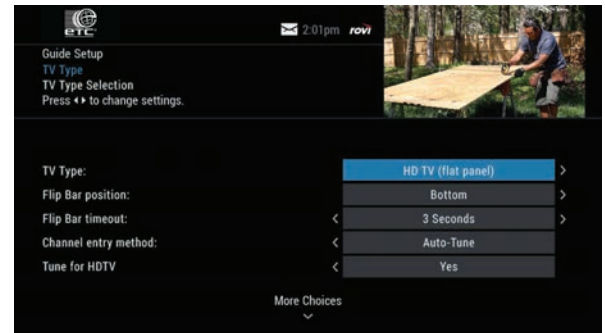 etc
2:01pm rovi
Guide Setup
TV Type
TV Type Selection
Press ◂▸ to change settings.
TV Type: HD TV (flat panel) >
Flip Bar position: Bottom >
Flip Bar timeout: < 3 Seconds >
Channel entry method: < Auto-Tune
Tune for HDTV < Yes
More Choices